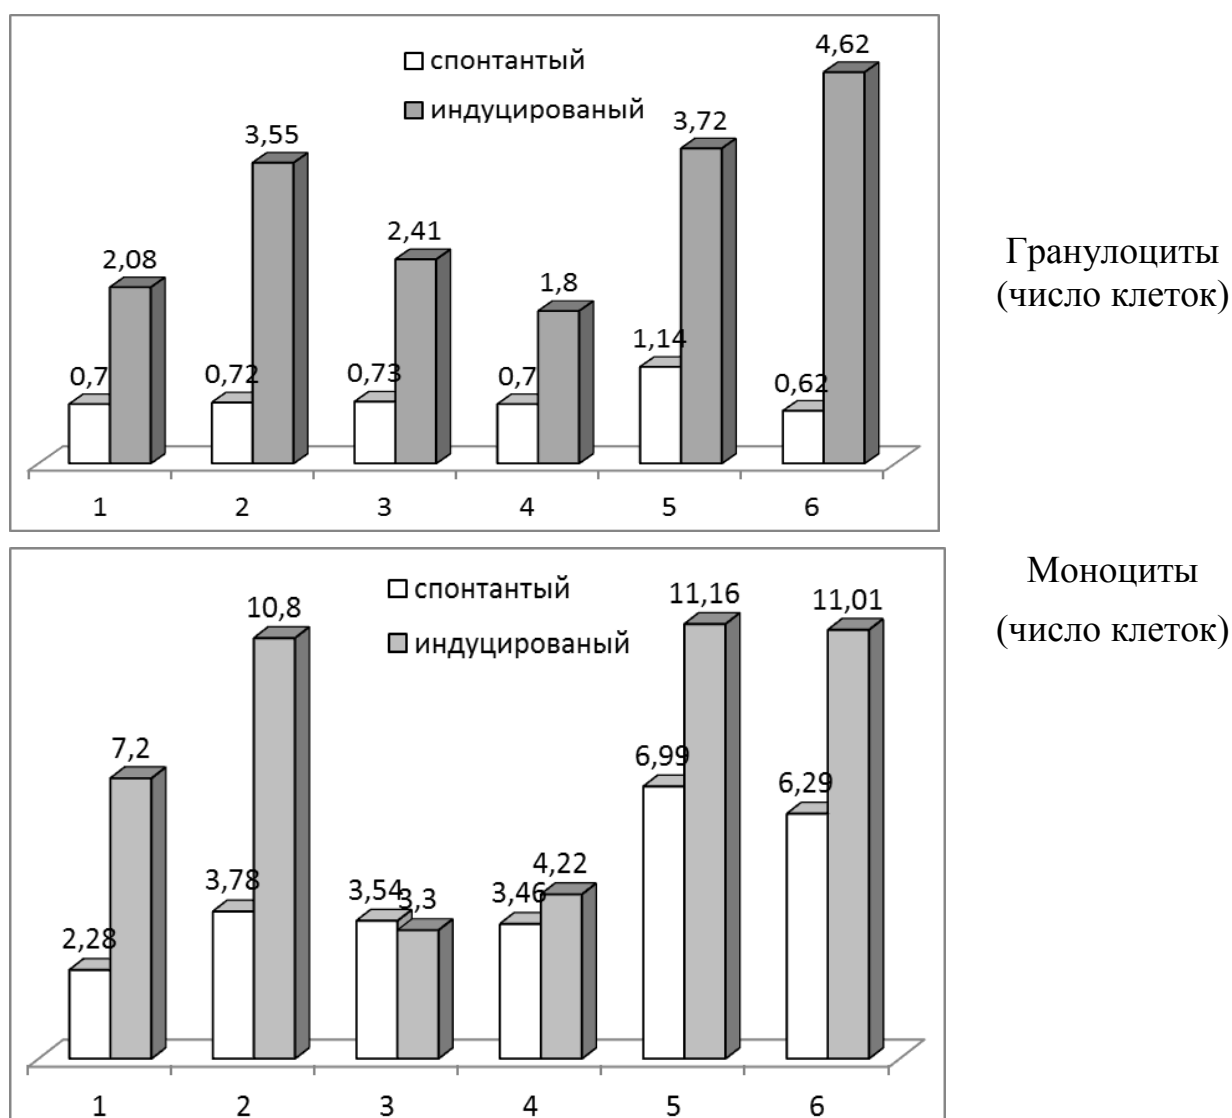 спонтантый
индуцированый
4,62
3,55
3,72
2,08
2,41
1,8
0,7
0,72
0,73
0,7
1,14
0,62
1 2 3 4 5 6
Гранулоциты
(число клеток)
спонтантый
индуцированый
7,2
10,8
11,16
11,01
2,28
3,78
3,54
3,3
3,46
4,22
6,99
6,29
1 2 3 4 5 6
Моноциты
(число клеток)